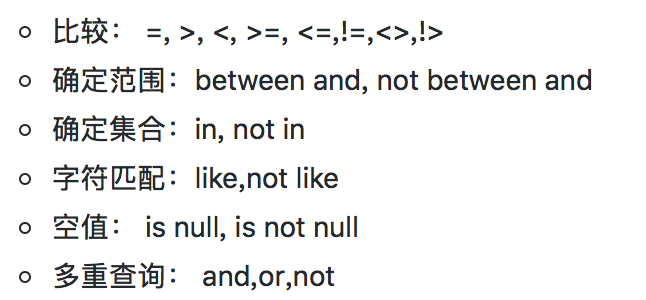 比较： =, >, <, >=, <=,!=,<>,!>
确定范围：between and, not between and
确定集合：in, not in
字符匹配：like,not like
空值： is null, is not null
多重查询： and,or,not